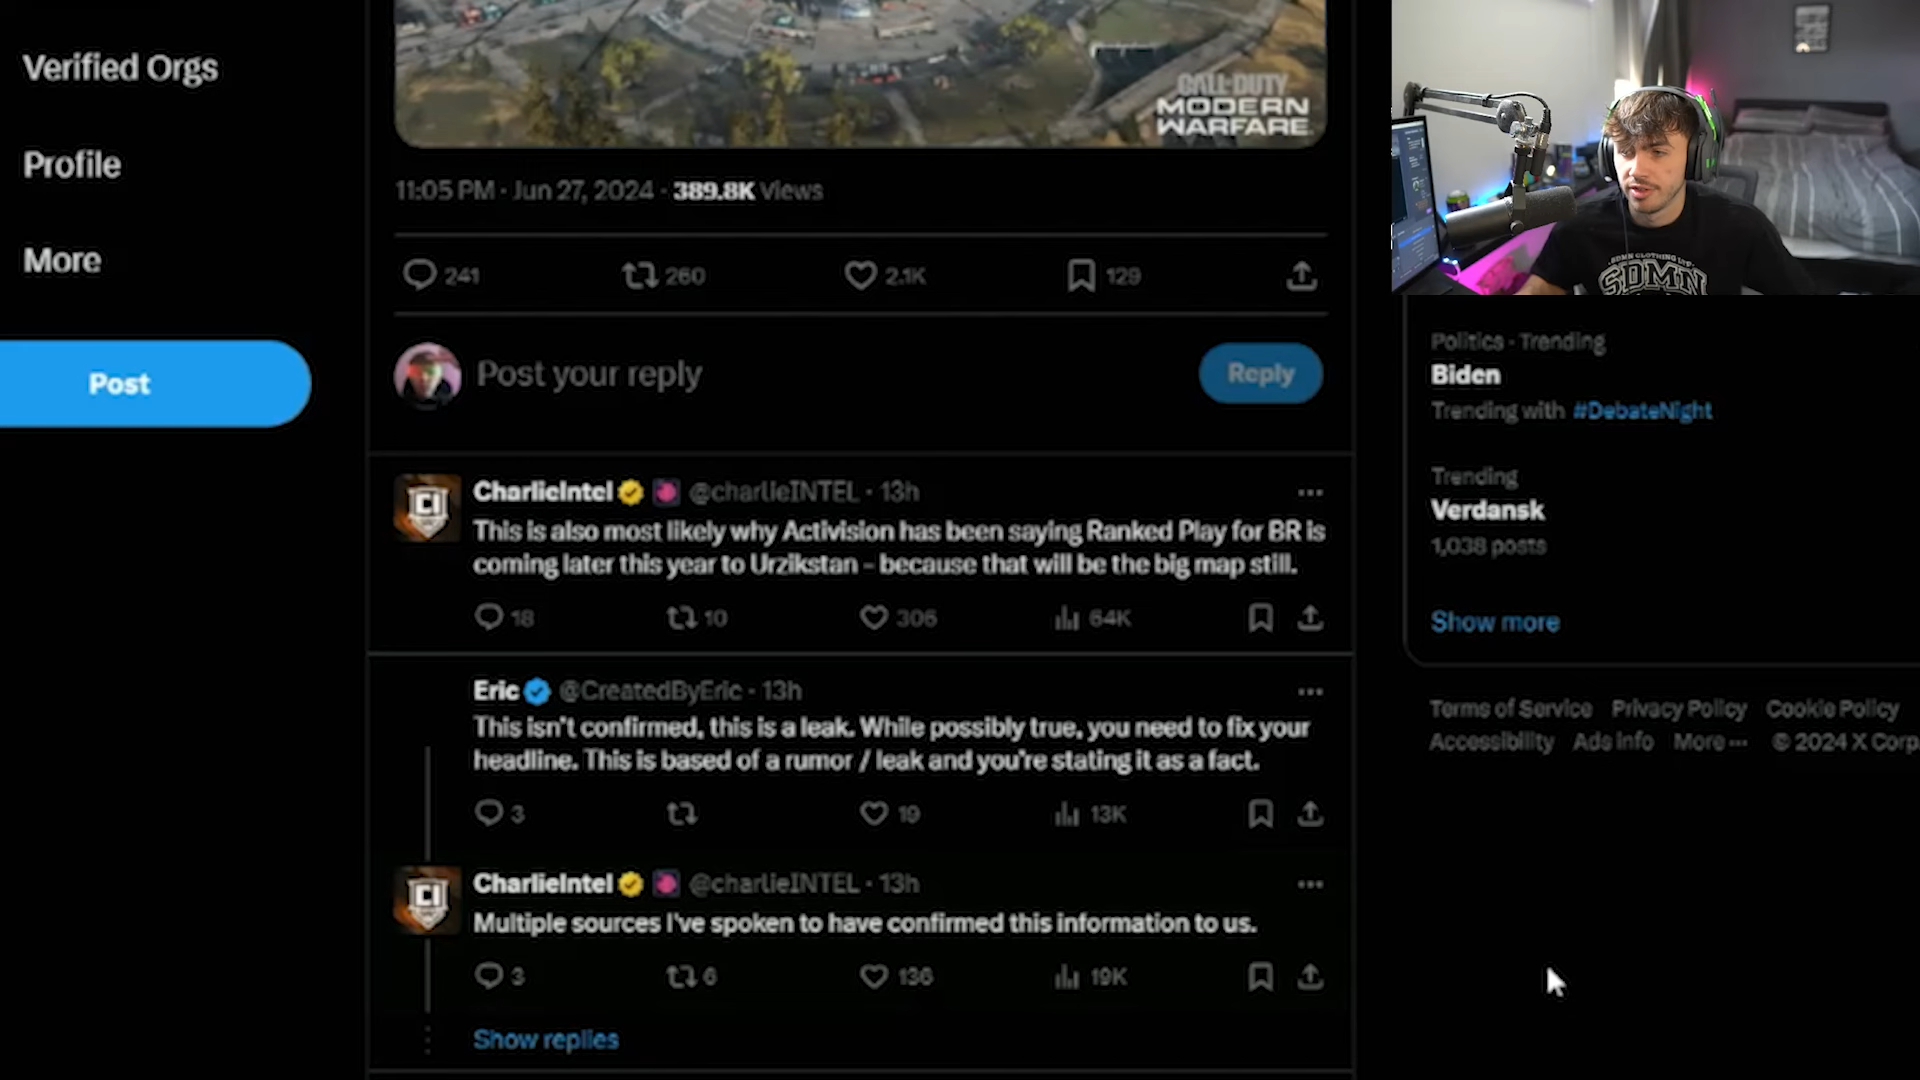 Verified Orgs
Profile
More
Post
CALL OF DUTY
MODERN
WARFARE
11:05 PM · Jun 27, 2024 · 389.8K Views
241 260 2.1K 129
Post your reply
Reply
CharlieIntel @charlieINTEL · 13h
This is also most likely why Activision has been saying Ranked Play for BR is
coming later this year to Urzikstan – because that will be the big map still.
18 10 306 64K
Eric @CreatedByEric · 13h
This isn't confirmed, this is a leak. While possibly true, you need to fix your
headline. This is based of a rumor / leak and you're stating it as a fact.
3 19 13K
CharlieIntel @charlieINTEL · 13h
Multiple sources I've spoken to have confirmed this information to us.
3 6 136 19K
Show replies
SDMN CLOTHING
SDMN
Politics · Trending
Biden
Trending with #DebateNight
Trending
Verdansk
1,038 posts
Show more
Terms of Service Privacy Policy Cookie Policy
Accessibility Ads info More ··· © 2024 X Corp.